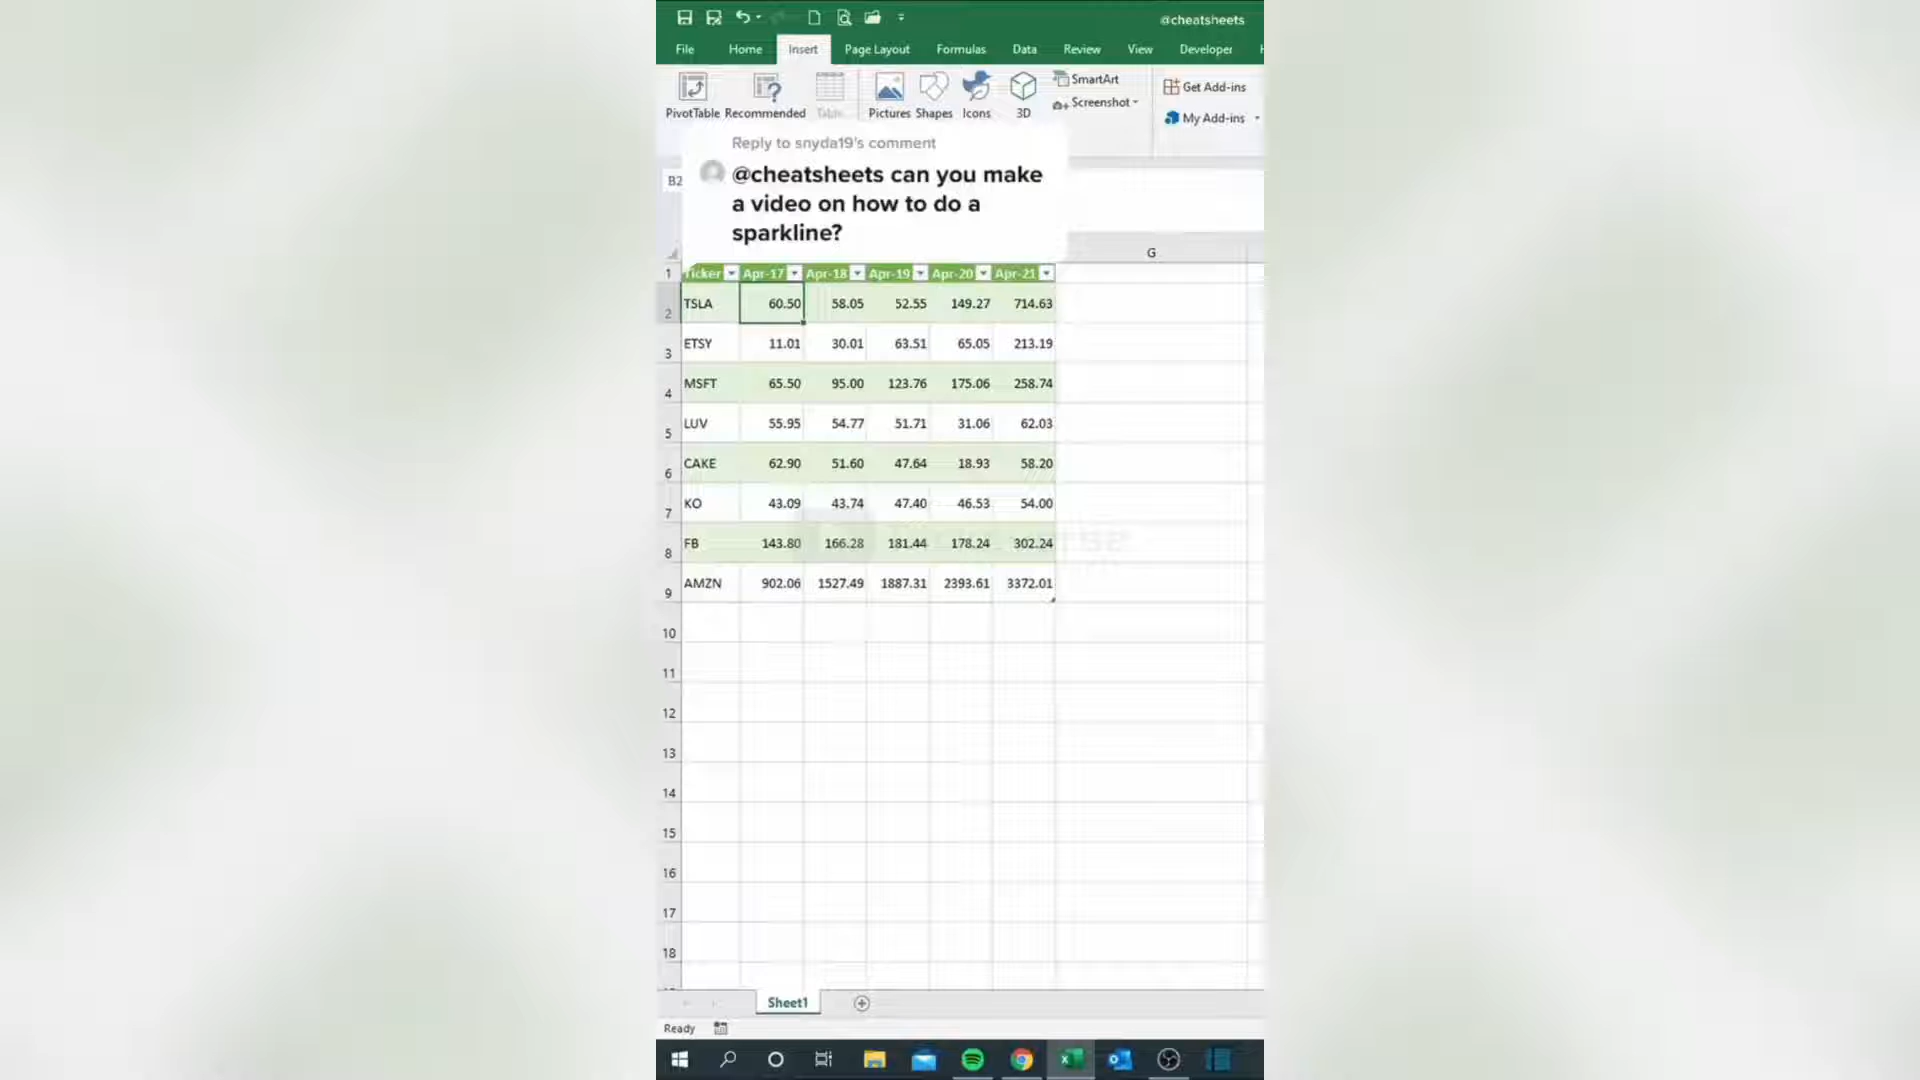 @cheatsheets
File Home Insert Page Layout Formulas Data Review View Developer
PivotTable Recommended Table Pictures Shapes Icons 3D SmartArt Screenshot Get Add-ins My Add-ins
Reply to snyda19's comment
@cheatsheets can you make
a video on how to do a
sparkline?
B2
G
1 Ticker Apr-17 Apr-18 Apr-19 Apr-20 Apr-21
2 TSLA 60.50 58.05 52.55 149.27 714.63
3 ETSY 11.01 30.01 63.51 65.05 213.19
4 MSFT 65.50 95.00 123.76 175.06 258.74
5 LUV 55.95 54.77 51.71 31.06 62.03
6 CAKE 62.90 51.60 47.64 18.93 58.20
7 KO 43.09 43.74 47.40 46.53 54.00
8 FB 143.80 166.28 181.44 178.24 302.24
9 AMZN 902.06 1527.49 1887.31 2393.61 3372.01
10
11
12
13
14
15
16
17
18
Sheet1
Ready